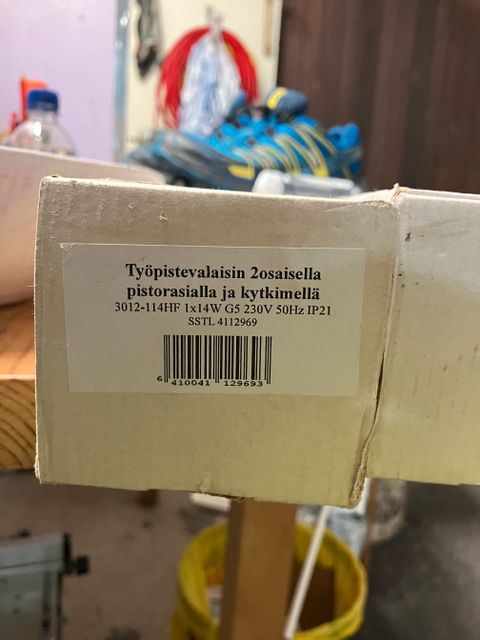 Työpistevalaisin 2osaisella
pistorasialla ja kytkimellä
3012-114HF 1x14W G5 230V 50Hz IP21
SSTL 4112969
6 410041 129693